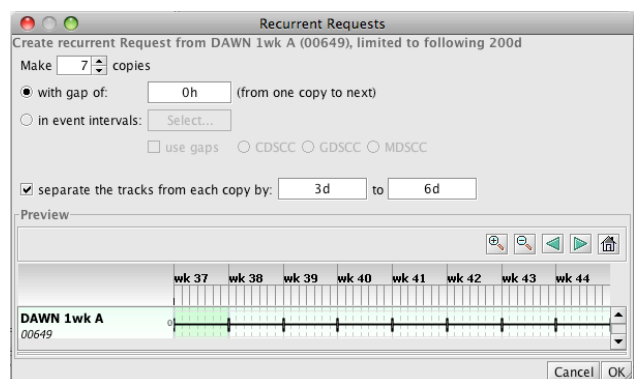 Recurrent Requests
Create recurrent Request from DAWN 1wk A (00649), limited to following 200d
Make 7 copies
with gap of: 0h (from one copy to next)
in event intervals: Select...
use gaps CDSCC GDSCC MDSCC
separate the tracks from each copy by: 3d to 6d
Preview
wk 37 wk 38 wk 39 wk 40 wk 41 wk 42 wk 43 wk 44
DAWN 1wk A 0
00649
Cancel OK